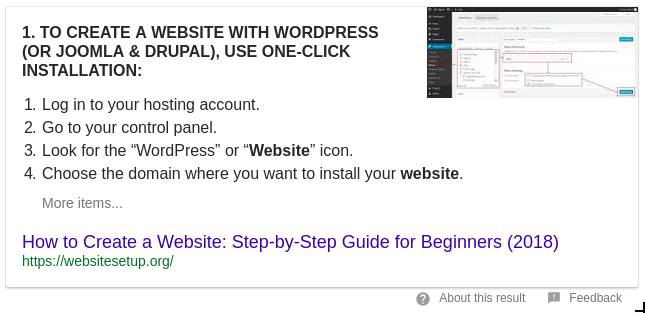 1. TO CREATE A WEBSITE WITH WORDPRESS
(OR JOOMLA & DRUPAL), USE ONE-CLICK
INSTALLATION:
1. Log in to your hosting account.
2. Go to your control panel.
3. Look for the “WordPress” or “Website” icon.
4. Choose the domain where you want to install your website.
More items...
How to Create a Website: Step-by-Step Guide for Beginners (2018)
https://websitesetup.org/
About this result
Feedback